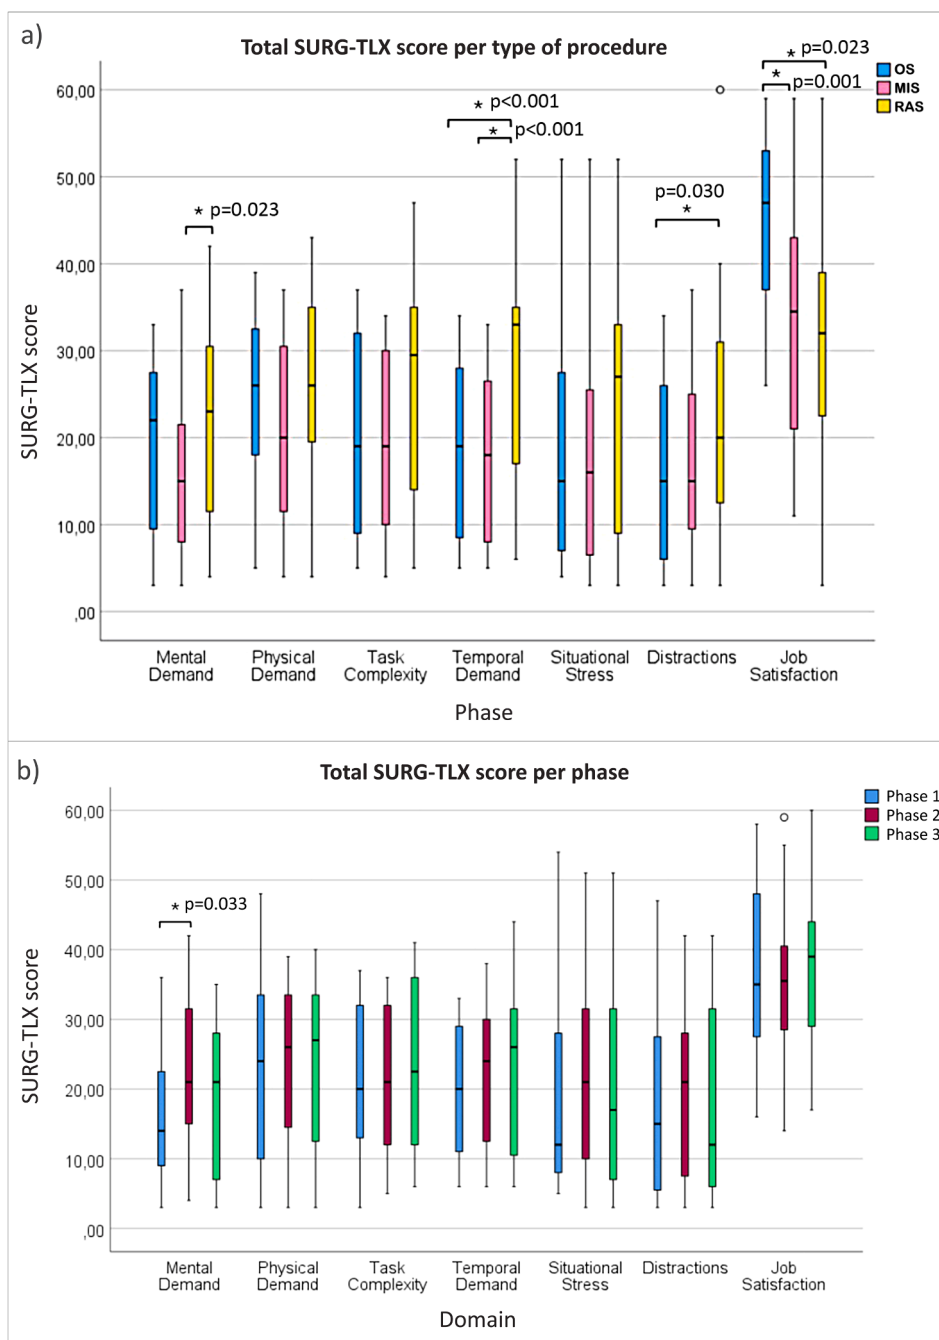 a)
Total SURG-TLX score per type of procedure
OS
MIS
RAS
SURG-TLX score
60,00
50,00
40,00
30,00
20,00
10,00
,00
* p=0.023
* p<0.001
* p<0.001
p=0.030
*
* p=0.023
* p=0.001
Mental Demand
Physical Demand
Task Complexity
Temporal Demand
Situational Stress
Distractions
Job Satisfaction
Phase
b)
Total SURG-TLX score per phase
Phase 1
Phase 2
Phase 3
SURG-TLX score
60,00
50,00
40,00
30,00
20,00
10,00
,00
* p=0.033
Mental Demand
Physical Demand
Task Complexity
Temporal Demand
Situational Stress
Distractions
Job Satisfaction
Domain